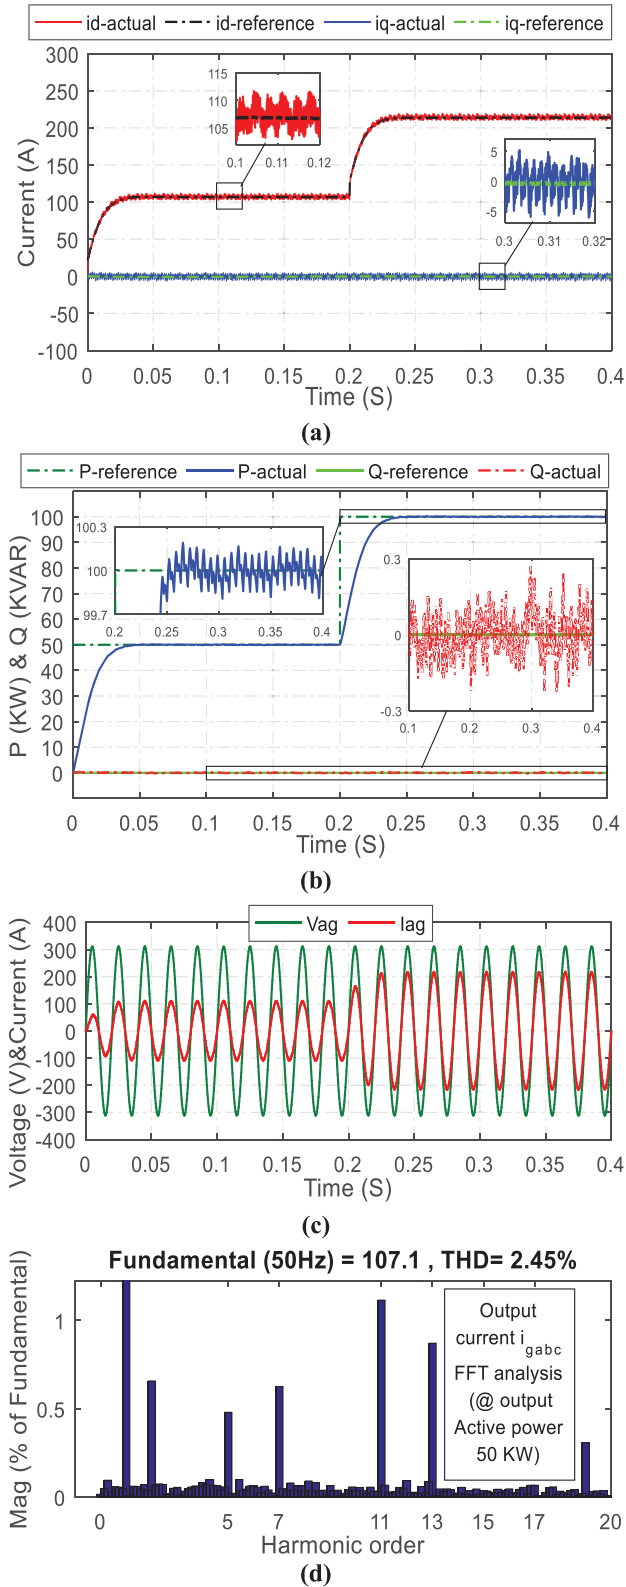 id-actual id-reference iq-actual iq-reference
300
250
200
150
100
50
0
-50
-100
Current (A)
115
110
105
0.1 0.11 0.12
5
0
-5
0.3 0.31 0.32
0 0.05 0.1 0.15 0.2 0.25 0.3 0.35 0.4
Time (S)
(a)
P-reference P-actual Q-reference Q-actual
P (KW) & Q (KVAR)
100
90
80
70
60
50
40
30
20
10
0
100.3
100
99.7
0.2 0.25 0.3 0.35 0.4
0.3
0
-0.3
0.1 0.2 0.3 0.4
0 0.05 0.1 0.15 0.2 0.25 0.3 0.35 0.4
Time (S)
(b)
Voltage (V)&Current (A)
Vag Iag
400
300
200
100
0
-100
-200
-300
-400
0 0.05 0.1 0.15 0.2 0.25 0.3 0.35 0.4
Time (S)
(c)
Fundamental (50Hz) = 107.1 , THD= 2.45%
Mag (% of Fundamental)
1
0.5
0
Output
current i gabc
FFT analysis
(@ output
Active power
50 KW)
0 5 7 11 13 15 17 20
Harmonic order
(d)